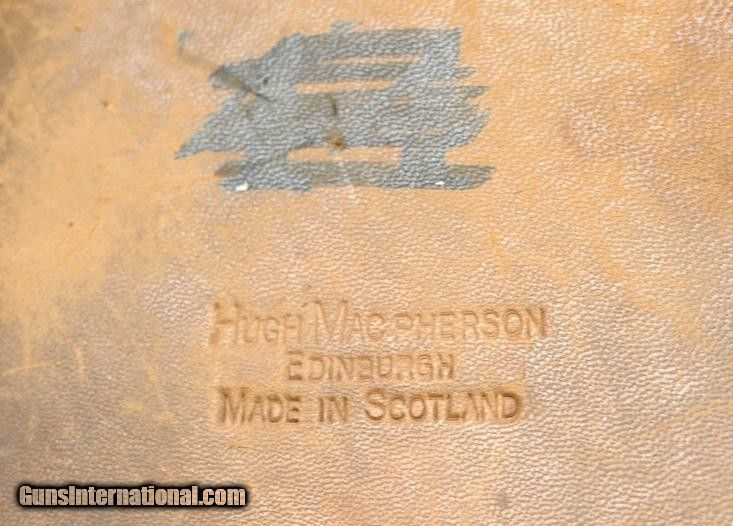 HUGH MACPHERSON
EDINBURGH
MADE IN SCOTLAND
GunsInternational.com